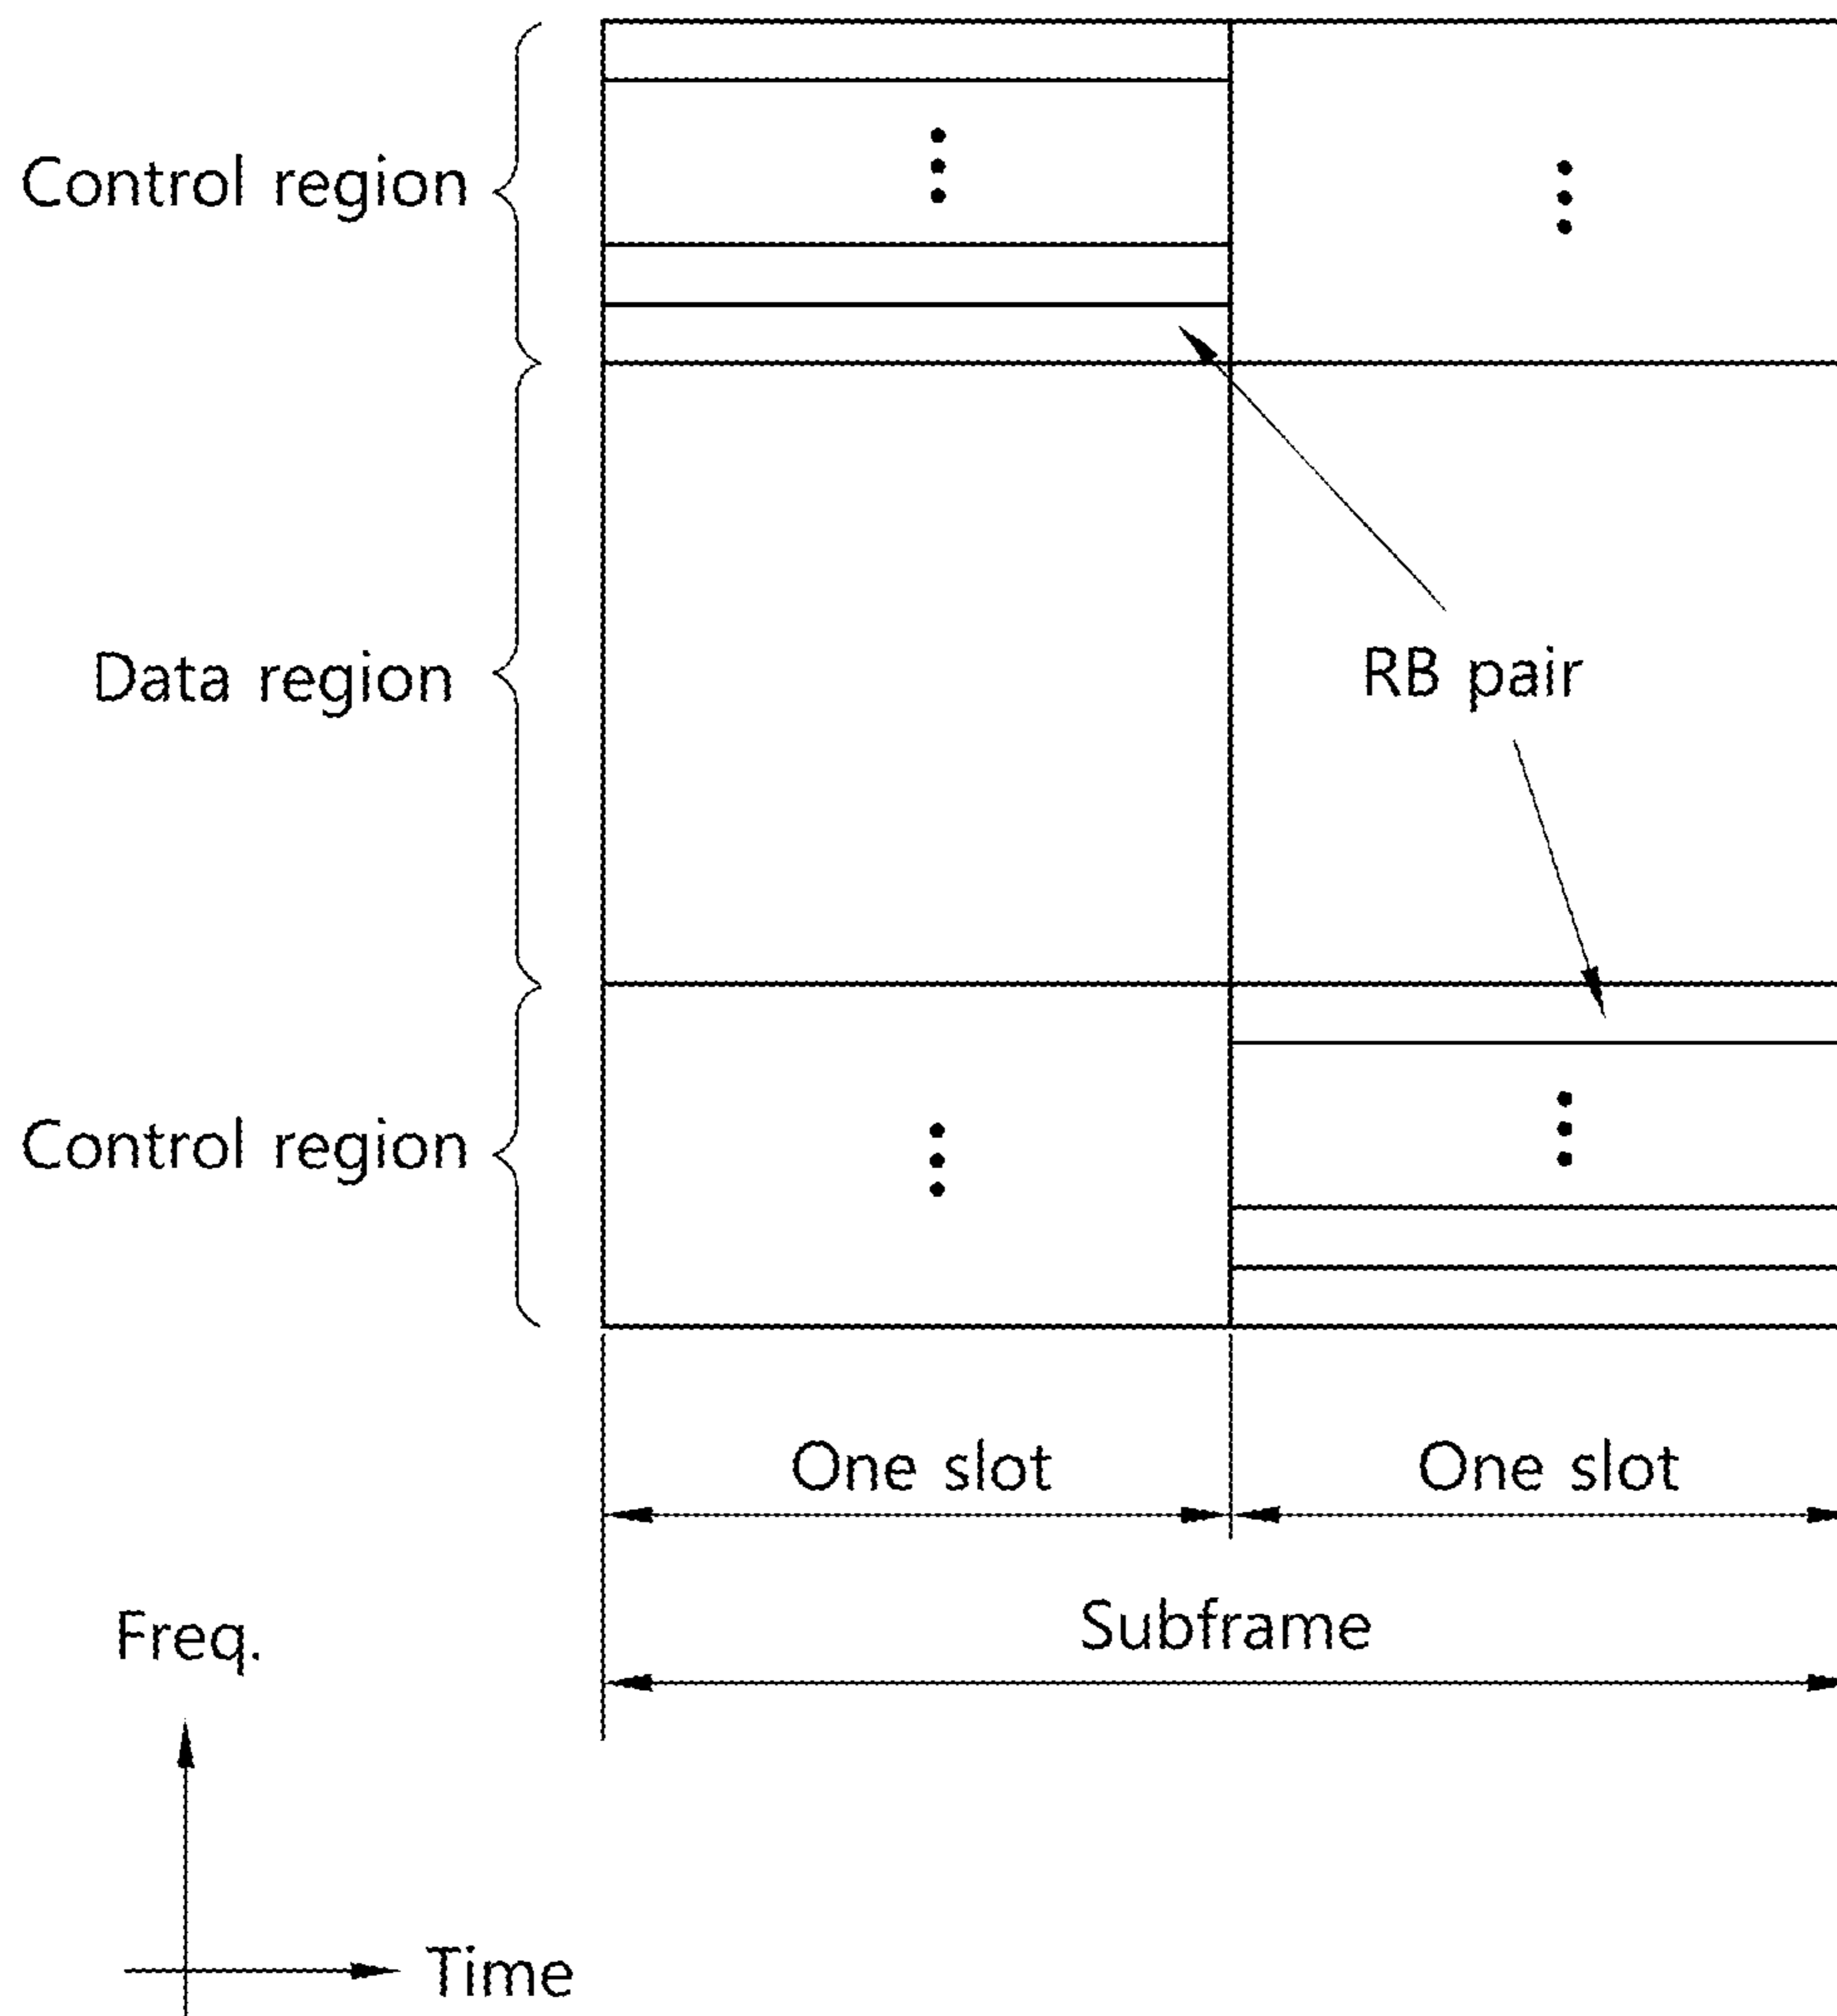 Control region
Data region
RB pair
Control region
One slot
One slot
Subframe
Freq.
Time